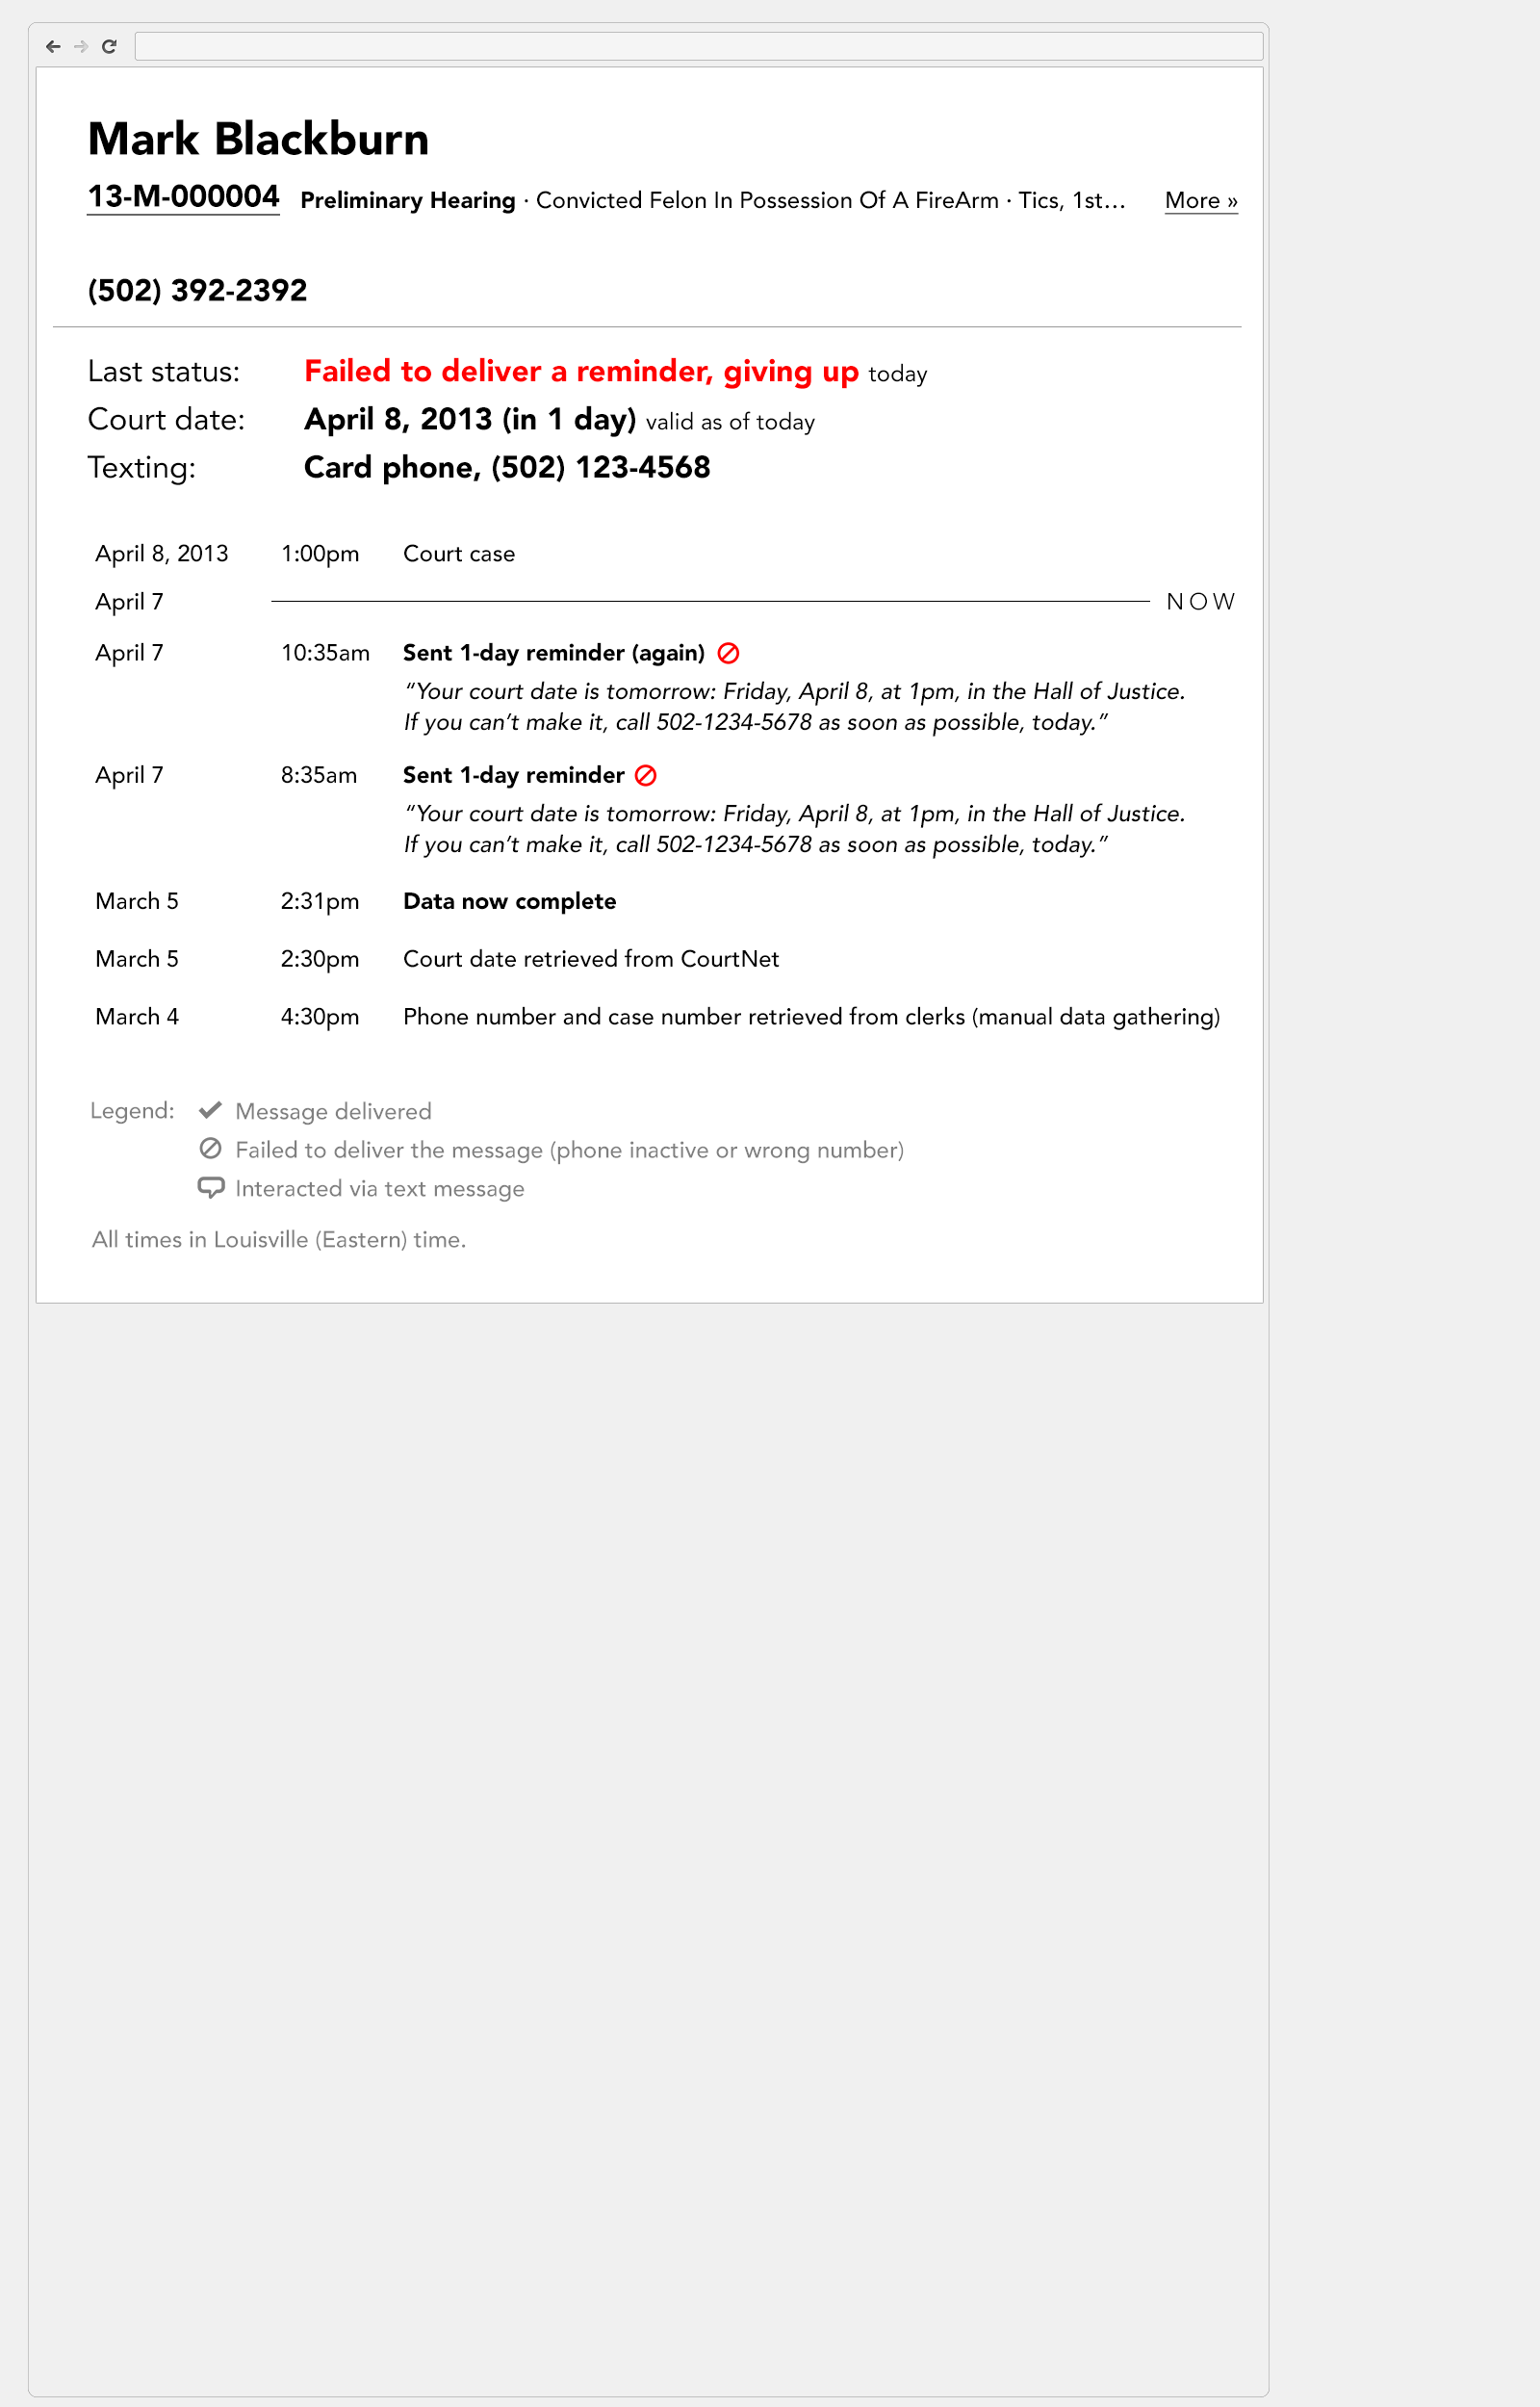 Mark Blackburn
13-M-000004 Preliminary Hearing · Convicted Felon In Possession Of A FireArm · Tics, 1st… More »
(502) 392-2392
Last status: Failed to deliver a reminder, giving up today
Court date: April 8, 2013 (in 1 day) valid as of today
Texting: Card phone, (502) 123-4568
April 8, 2013 1:00pm Court case
April 7 NOW
April 7 10:35am Sent 1-day reminder (again)
“Your court date is tomorrow: Friday, April 8, at 1pm, in the Hall of Justice.
If you can’t make it, call 502-1234-5678 as soon as possible, today.”
April 7 8:35am Sent 1-day reminder
“Your court date is tomorrow: Friday, April 8, at 1pm, in the Hall of Justice.
If you can’t make it, call 502-1234-5678 as soon as possible, today.”
March 5 2:31pm Data now complete
March 5 2:30pm Court date retrieved from CourtNet
March 4 4:30pm Phone number and case number retrieved from clerks (manual data gathering)
Legend: Message delivered
Failed to deliver the message (phone inactive or wrong number)
Interacted via text message
All times in Louisville (Eastern) time.